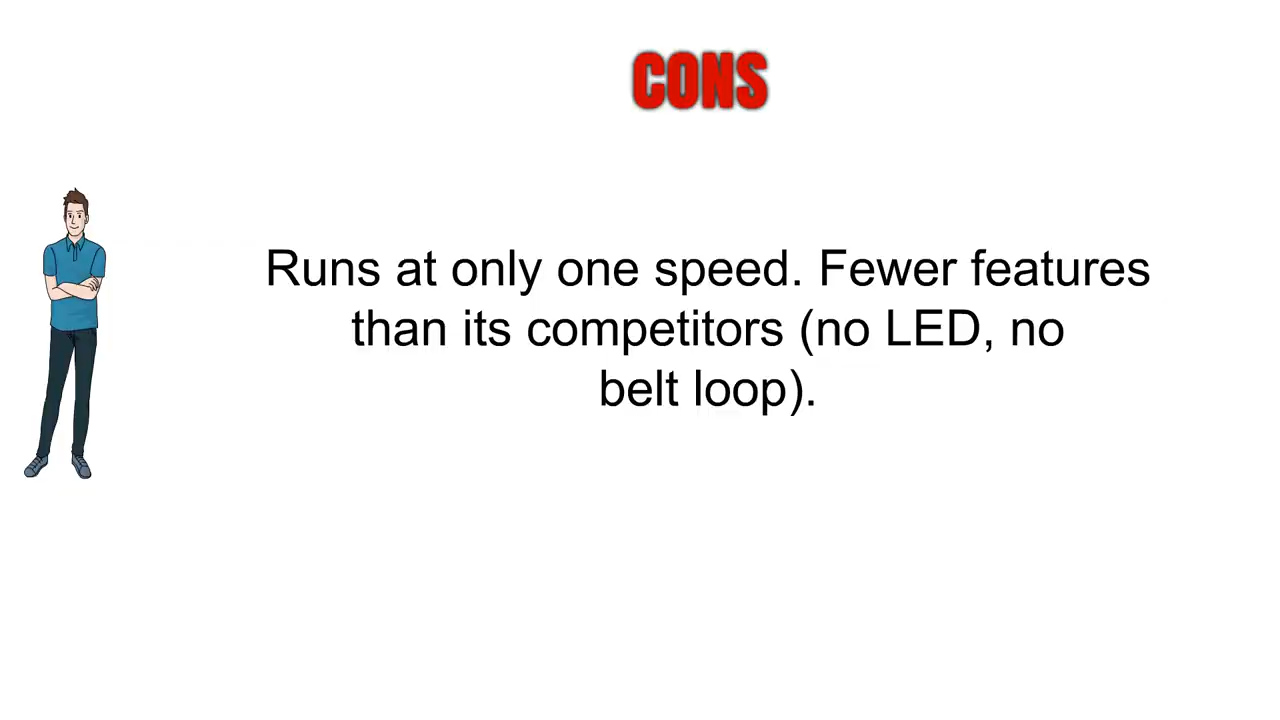 CONS
Runs at only one speed. Fewer features
than its competitors (no LED, no
belt loop).